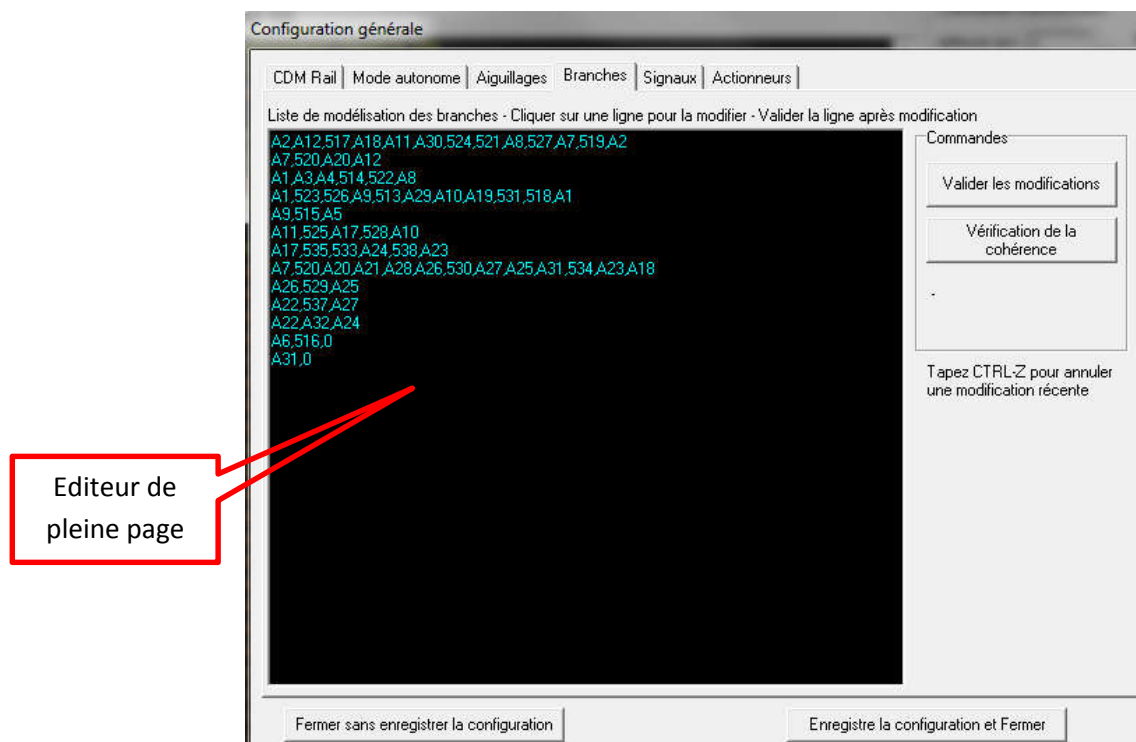 Configuration générale
CDM Rail
Mode autonome
Aiguillages
Branches
Signaux
Actionneurs
Liste de modélisation des branches - Cliquer sur une ligne pour la modifier - Valider la ligne après modification
A2,A12,517,A18,A11,A30,524,521,A8,527,A7,519,A2
A7,520,A20,A12
A1,A3,A4,514,522,A8
A1,523,526,A9,513,A29,A10,A19,531,518,A1
A9,515,A5
A11,525,A17,528,A10
A17,535,533,A24,538,A23
A7,520,A20,A21,A28,A26,530,A27,A25,A31,534,A23,A18
A26,529,A25
A22,537,A27
A22,A32,A24
A6,516,0
A31,0
Commandes
Valider les modifications
Vérification de la
cohérence
-
Tapez CTRL-Z pour annuler
une modification récente
Editeur de
pleine page
Fermer sans enregistrer la configuration
Enregistre la configuration et Fermer